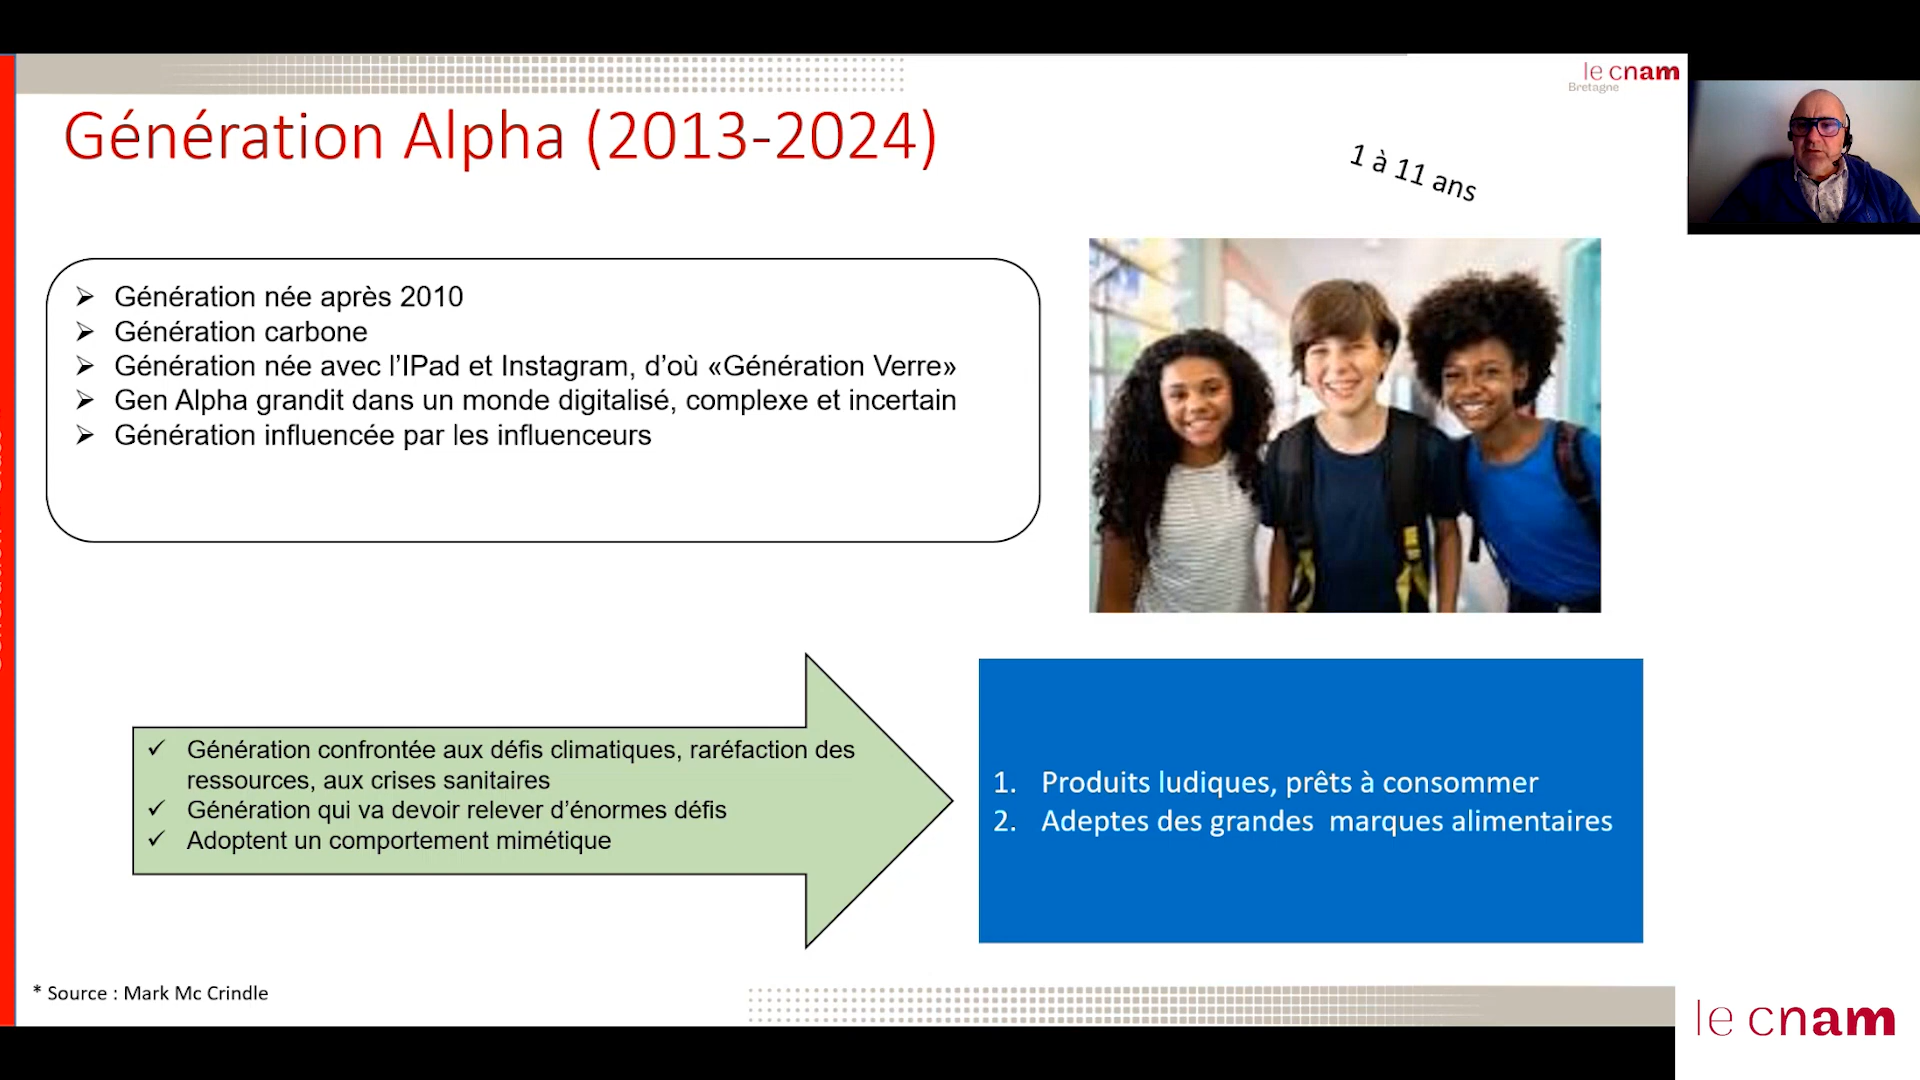 le cnam
Bretagne
Génération Alpha (2013-2024)
1 à 11 ans
➢ Génération née après 2010
➢ Génération carbone
➢ Génération née avec l’IPad et Instagram, d’où «Génération Verre»
➢ Gen Alpha grandit dans un monde digitalisé, complexe et incertain
➢ Génération influencée par les influenceurs
✓ Génération confrontée aux défis climatiques, raréfaction des
ressources, aux crises sanitaires
✓ Génération qui va devoir relever d’énormes défis
✓ Adoptent un comportement mimétique
1. Produits ludiques, prêts à consommer
2. Adeptes des grandes marques alimentaires
* Source : Mark Mc Crindle
le cnam